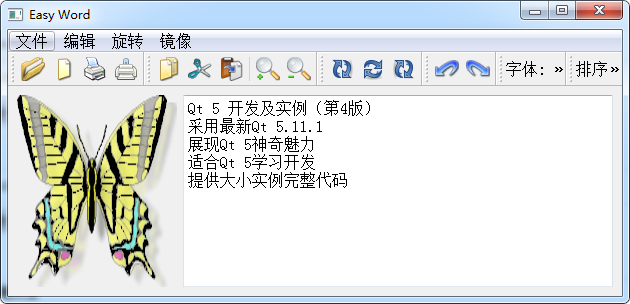 Easy Word
文件 编辑 旋转 镜像
字体: » 排序 »
Qt 5 开发及实例（第4版）
采用最新Qt 5.11.1
展现Qt 5神奇魅力
适合Qt 5学习开发
提供大小实例完整代码